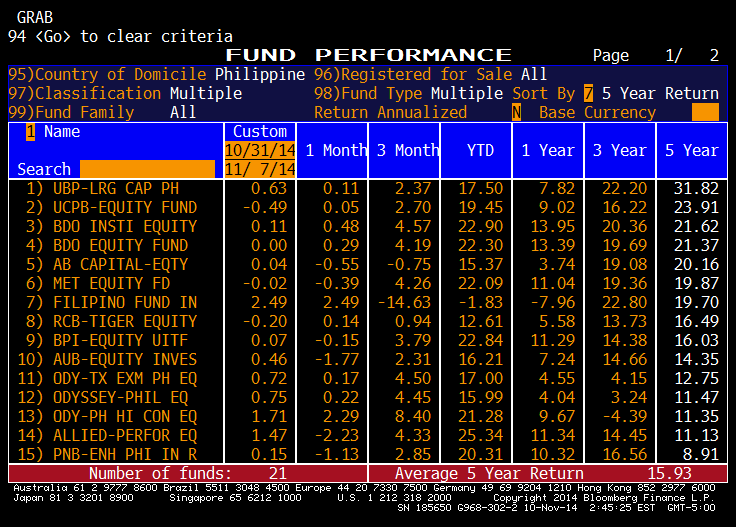 GRAB
94 <Go> to clear criteria
FUND PERFORMANCE Page 1/ 2
95)Country of Domicile Philippine 96)Registered for Sale All
97)Classification Multiple 98)Fund Type Multiple Sort By 7 5 Year Return
99)Fund Family All Return Annualized N Base Currency
1 Name Custom
10/31/14 1 Month 3 Month YTD 1 Year 3 Year 5 Year
Search 11/ 7/14
1) UBP-LRG CAP PH 0.63 0.11 2.37 17.50 7.82 22.20 31.82
2) UCPB-EQUITY FUND -0.49 0.05 2.70 19.45 9.02 16.22 23.91
3) BDO INSTI EQUITY 0.11 0.48 4.57 22.90 13.95 20.36 21.62
4) BDO EQUITY FUND 0.00 0.29 4.19 22.30 13.39 19.69 21.37
5) AB CAPITAL-EQTY 0.04 -0.55 -0.75 15.37 3.74 19.08 20.16
6) MET EQUITY FD -0.02 -0.39 4.26 22.09 11.04 19.36 19.87
7) FILIPINO FUND IN 2.49 2.49 -14.63 -1.83 -7.96 22.80 19.70
8) RCB-TIGER EQUITY -0.20 0.14 0.94 12.61 5.58 13.73 16.49
9) BPI-EQUITY UITF 0.07 -0.15 3.79 22.84 11.29 14.38 16.03
10) AUB-EQUITY INVES 0.46 -1.77 2.31 16.21 7.24 14.66 14.35
11) ODY-TX EXM PH EQ 0.72 0.17 4.50 17.00 4.55 4.15 12.75
12) ODYSSEY-PHIL EQ 0.75 0.22 4.45 15.99 4.04 3.24 11.47
13) ODY-PH HI CON EQ 1.71 2.29 8.40 21.28 9.67 -4.39 11.35
14) ALLIED-PERFOR EQ 1.47 -2.23 4.33 25.34 11.34 14.45 11.13
15) PNB-ENH PHI IN R 0.15 -1.13 2.85 20.31 10.32 16.56 8.91
Number of funds: 21 Average 5 Year Return 15.93
Australia 61 2 9777 8600 Brazil 5511 3048 4500 Europe 44 20 7330 7500 Germany 49 69 9204 1210 Hong Kong 852 2977 6000
Japan 81 3 3201 8900 Singapore 65 6212 1000 U.S. 1 212 318 2000 Copyright 2014 Bloomberg Finance L.P.
SN 185650 G968-302-2 10-Nov-14 2:45:25 EST GMT-5:00